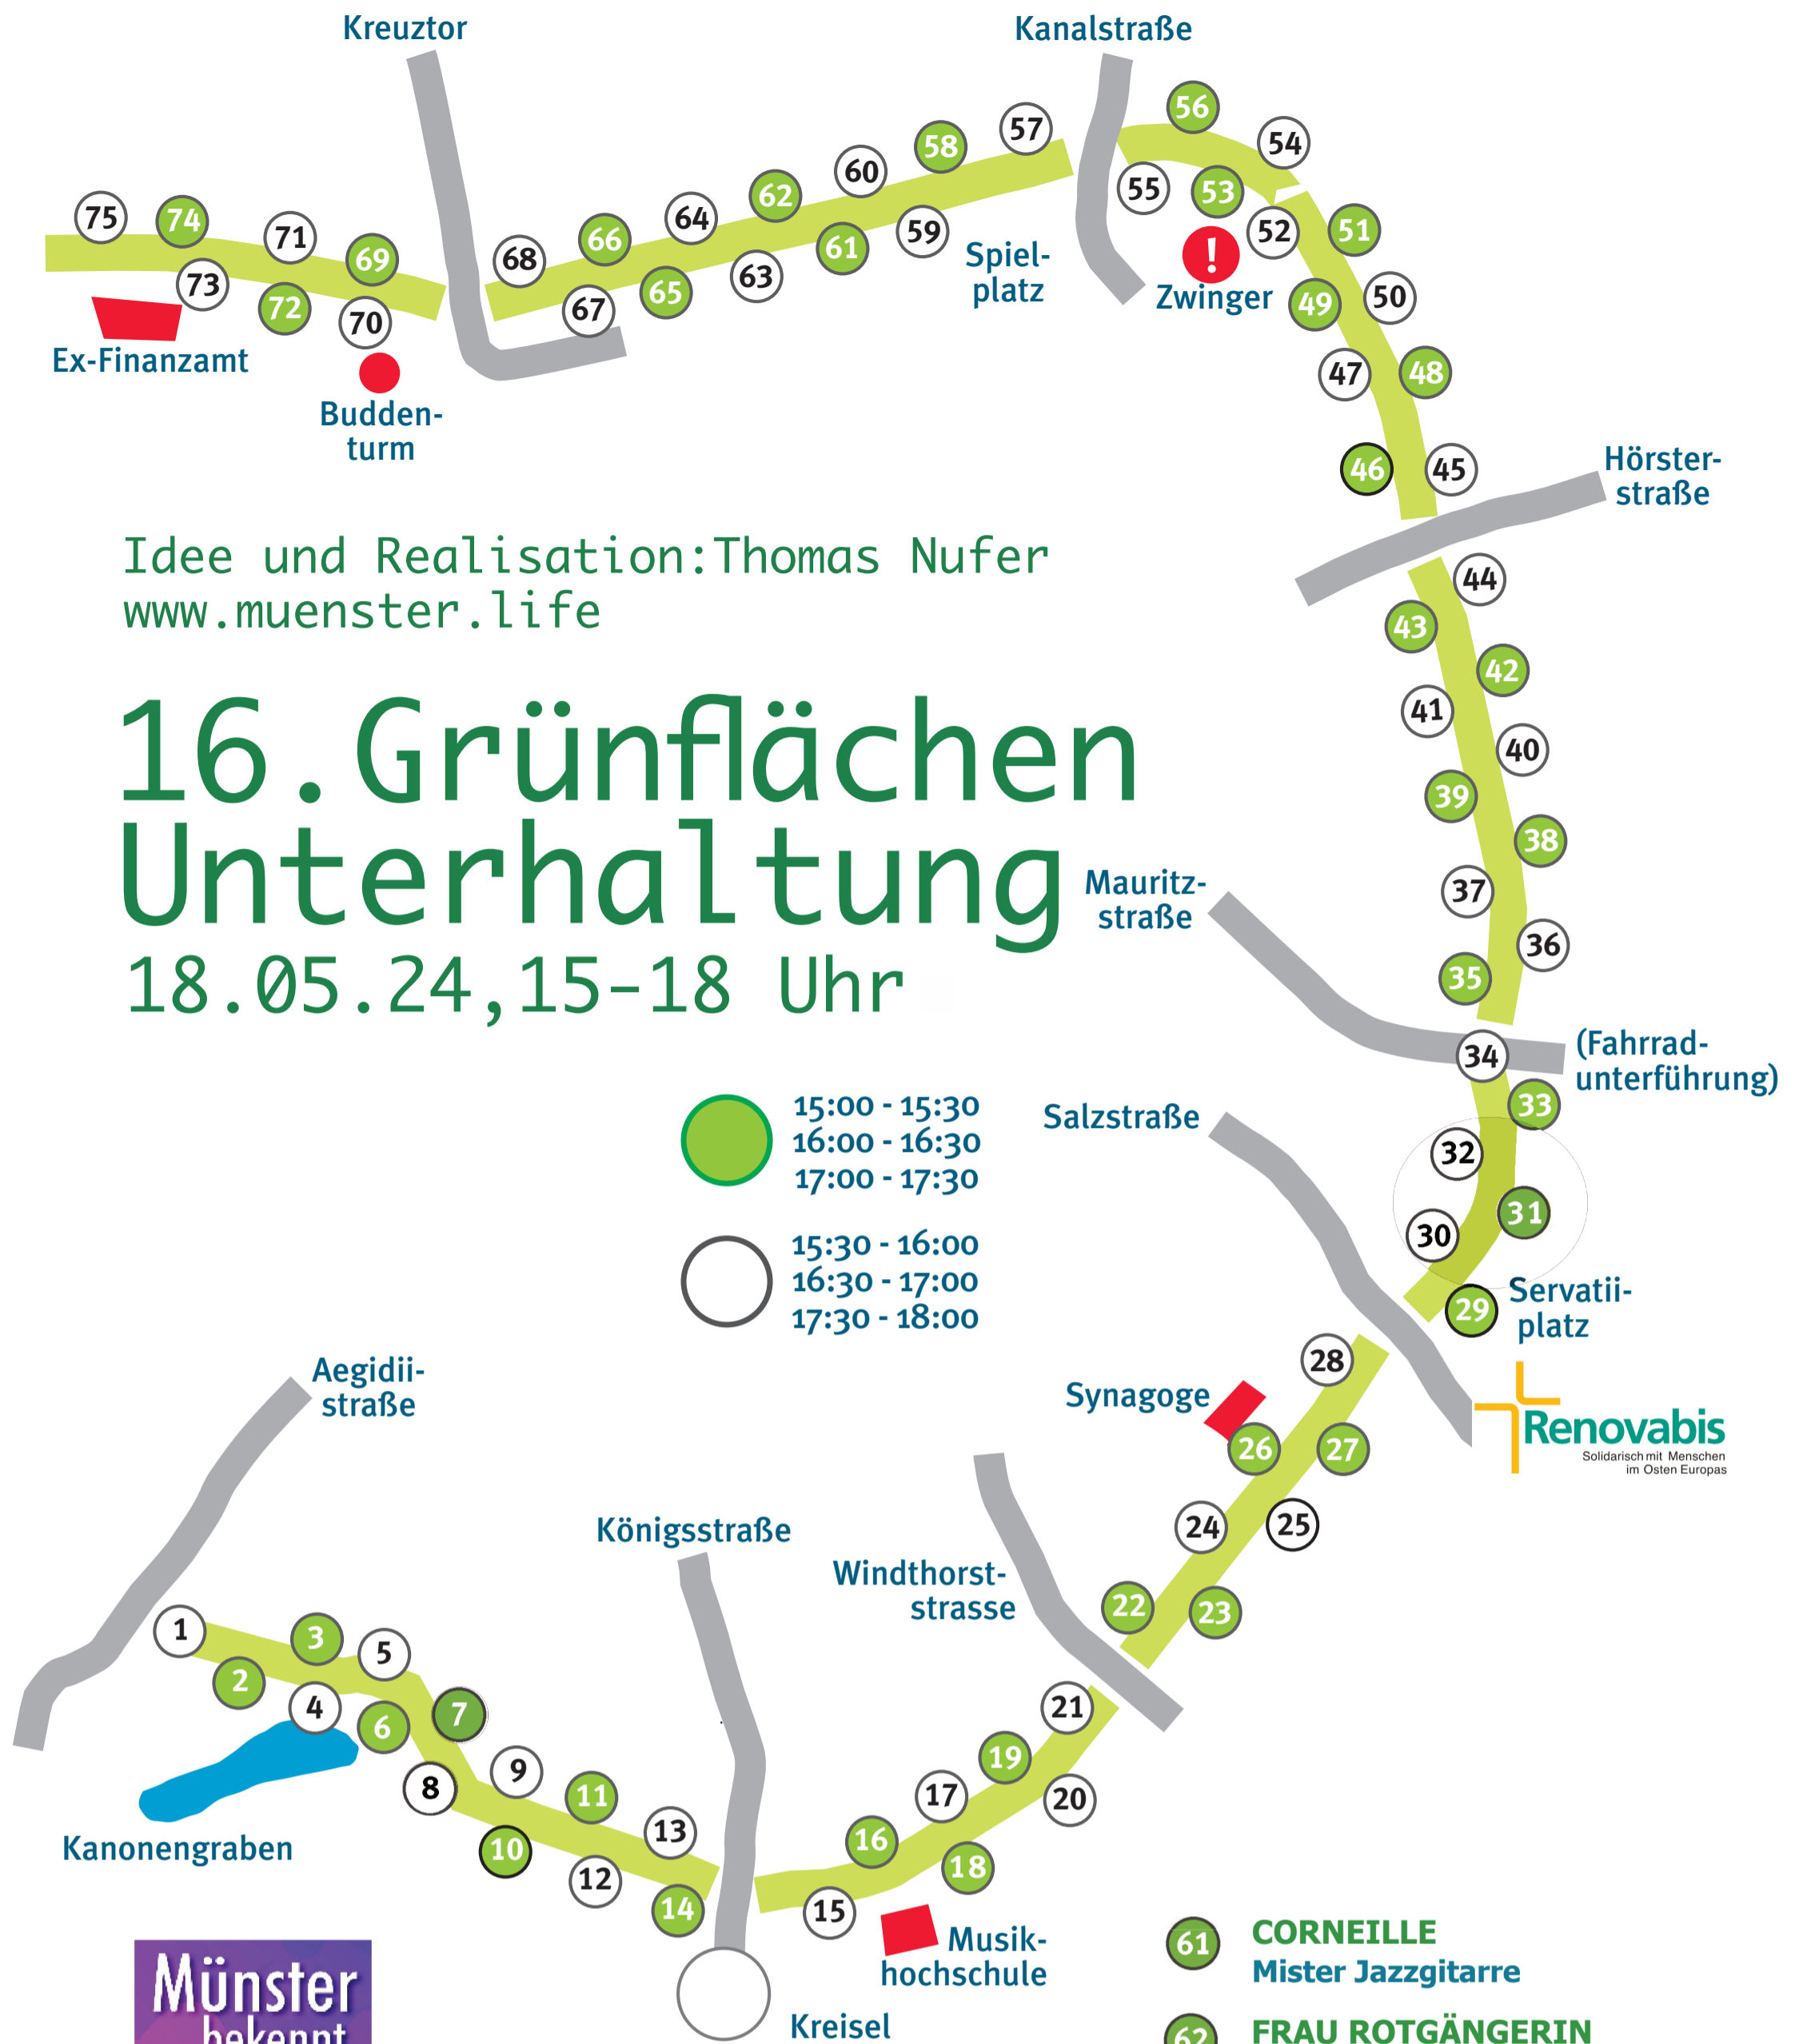 Kreuztor
Kanalstraße
56
57
54
58
60
55
53
62
75
74
64
52
51
71
66
59
68
69
61
Spiel-
platz
Zwinger
!
63
73
65
50
49
72
67
70
Ex-Finanzamt
47
48
Budden-
turm
46
45
Hörster-
straße
Idee und Realisation:Thomas Nufer
www.muenster.life
44
43
42
16.Grünflächen
Unterhaltung
18.05.24,15-18 Uhr
41
40
39
38
Mauritz-
straße
37
36
35
34
(Fahrrad-
unterführung)
15:00 - 15:30
16:00 - 16:30
17:00 - 17:30
Salzstraße
33
32
31
30
15:30 - 16:00
16:30 - 17:00
17:30 - 18:00
29
Servatii-
platz
28
Aegidii-
straße
Synagoge
26
27
Renovabis
Solidarisch mit Menschen
im Osten Europas
24
25
Königsstraße
Windthorst-
strasse
22
23
1
3
5
2
4
6
7
21
9
8
19
11
17
20
13
16
Kanonengraben
10
12
18
14
15
Musik-
hochschule
Kreisel
61
CORNEILLE
Mister Jazzgitarre
62
FRAU ROTGÄNGERIN
Münster
bekennt